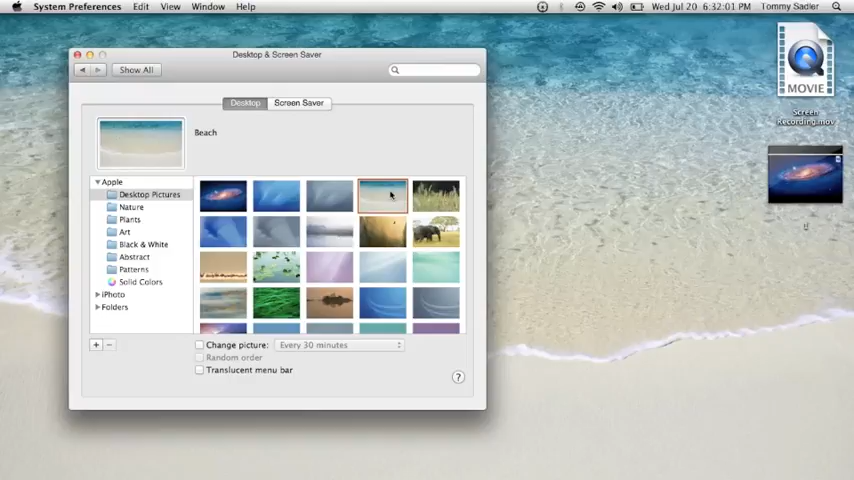 System Preferences Edit View Window Help Wed Jul 20 6:32:01 PM Tommy Sadler
Desktop & Screen Saver
Show All
Desktop Screen Saver
Beach
Apple
Desktop Pictures
Nature
Plants
Art
Black & White
Abstract
Patterns
Solid Colors
iPhoto
Folders
+ −
Change picture: Every 30 minutes
Random order
Translucent menu bar
?
MOVIE
Screen
Recording.mov